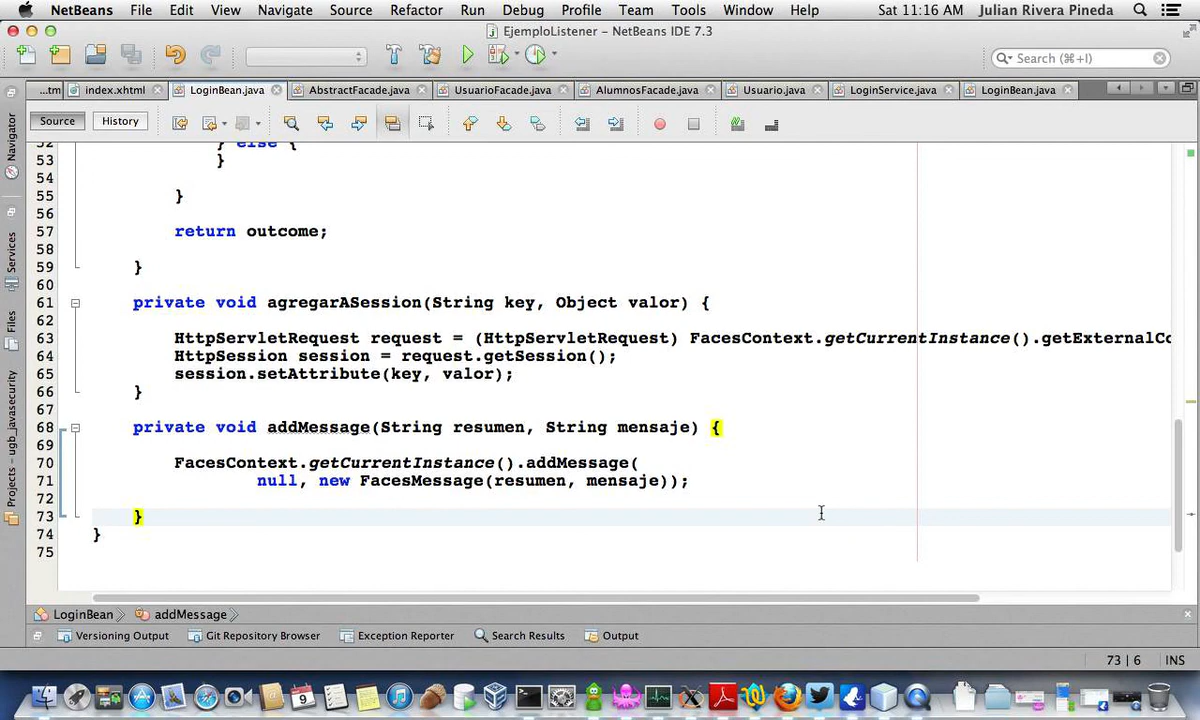 NetBeans File Edit View Navigate Source Refactor Run Debug Profile Team Tools Window Help Sat 11:16 AM Julian Rivera Pineda
EjemploListener - NetBeans IDE 7.3
Search (⌘+I)
...tm index.xhtml LoginBean.java AbstractFacade.java UsuarioFacade.java AlumnosFacade.java Usuario.java LoginService.java LoginBean.java
Source History
Navigator
Services
Files
Projects - ugb_javasecurity
52 } else {
53 }
54
55 }
56
57 return outcome;
58
59 }
60
61 private void agregarASession(String key, Object valor) {
62
63 HttpServletRequest request = (HttpServletRequest) FacesContext.getCurrentInstance().getExternalCo
64 HttpSession session = request.getSession();
65 session.setAttribute(key, valor);
66 }
67
68 private void addMessage(String resumen, String mensaje) {
69
70 FacesContext.getCurrentInstance().addMessage(
71 null, new FacesMessage(resumen, mensaje));
72
73 }
74 }
75
LoginBean addMessage
Versioning Output Git Repository Browser Exception Reporter Search Results Output
73 | 6 INS
9